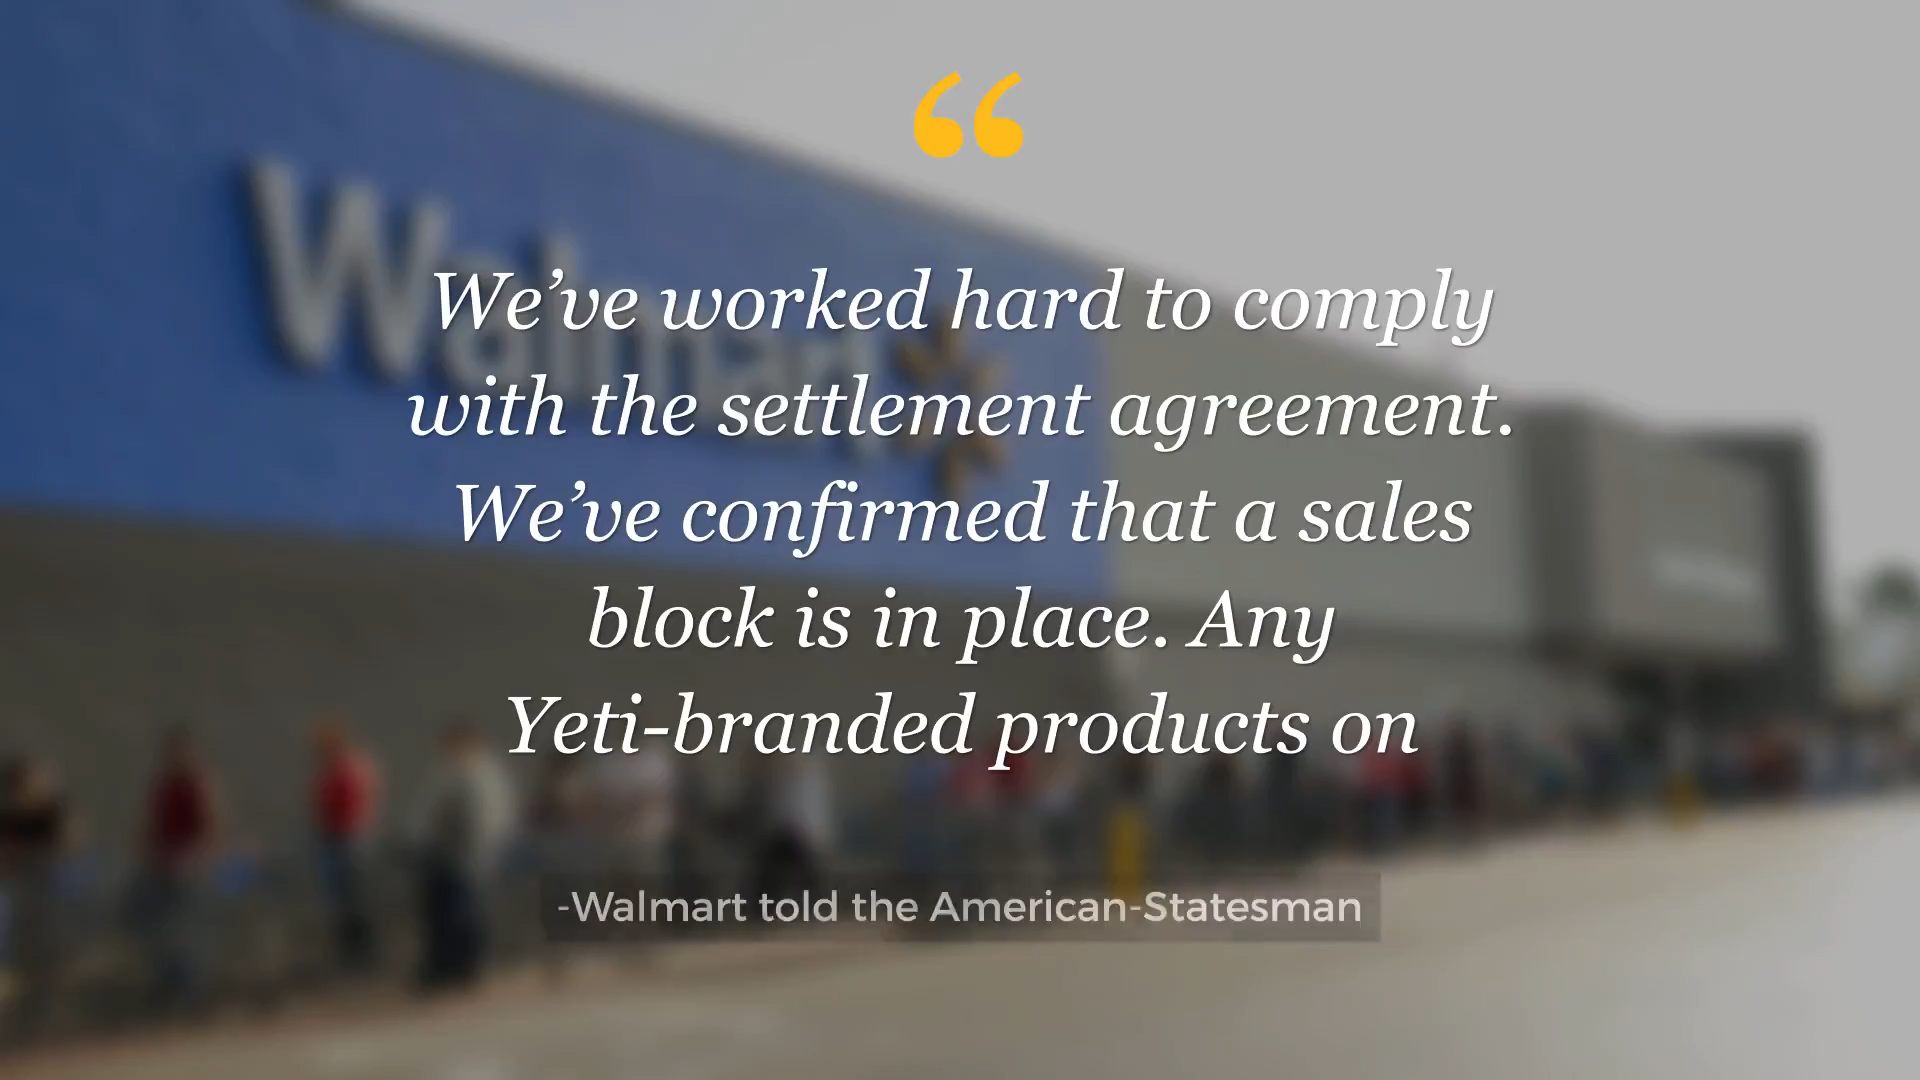 “
Walmart
We’ve worked hard to comply
with the settlement agreement.
We’ve confirmed that a sales
block is in place. Any
Yeti-branded products on
-Walmart told the American-Statesman